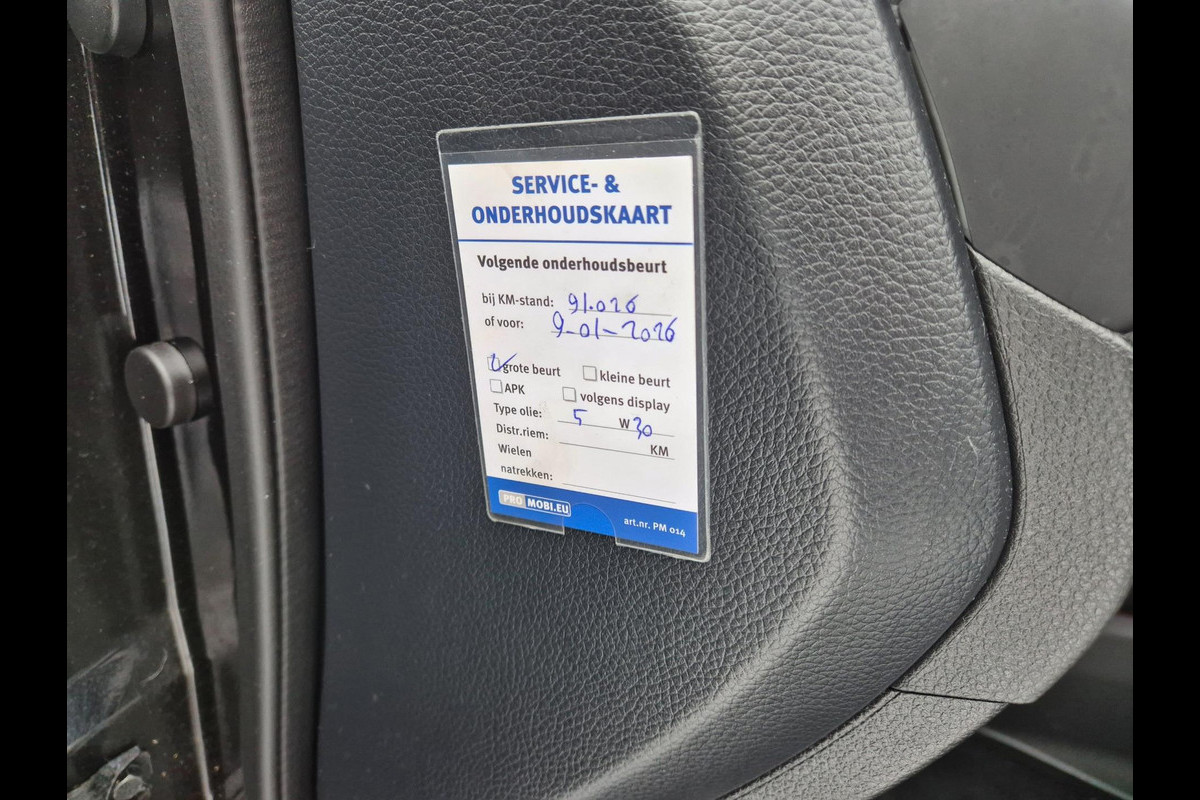 SERVICE- &
ONDERHOUDSKAART
Volgende onderhoudsbeurt
bij KM-stand: 91.026
of voor: 9-01-2026
grote beurt kleine beurt
APK volgens display
Type olie: 5 W 30
Distr.riem: KM
Wielen
natrekken:
PRO MOBI.EU art.nr. PM 014